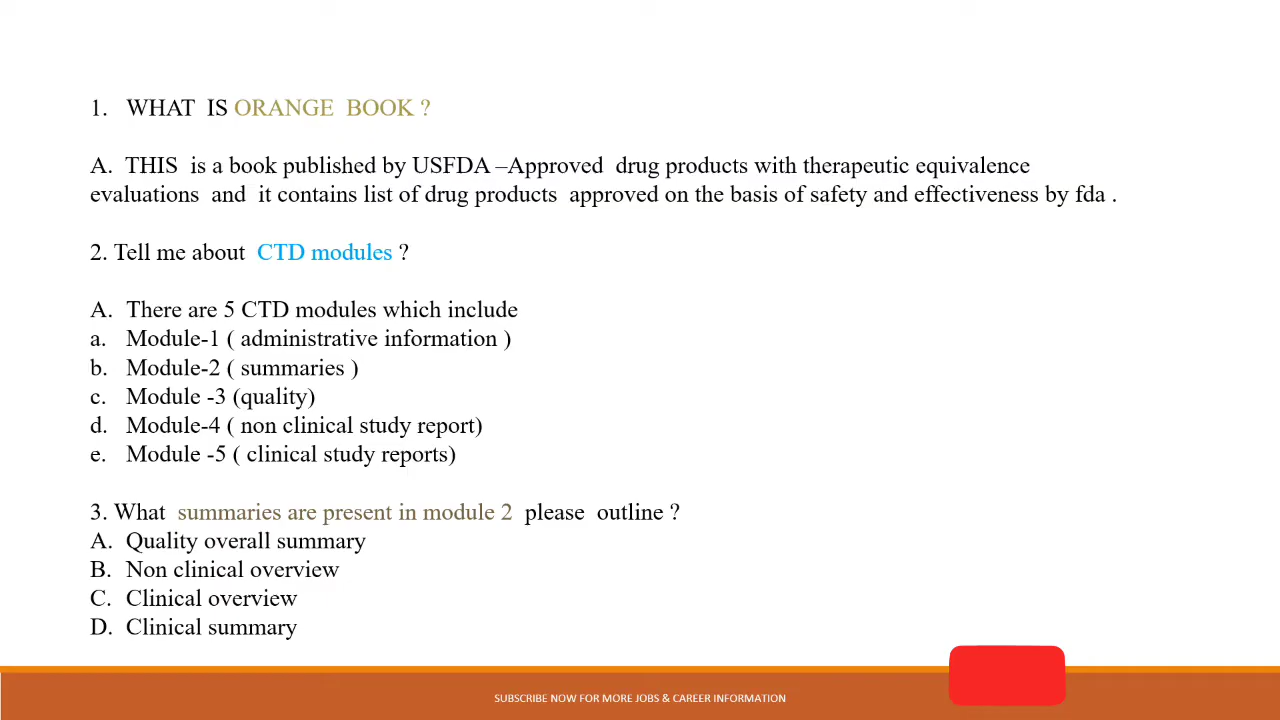 1. WHAT IS ORANGE BOOK ?
A. THIS is a book published by USFDA –Approved drug products with therapeutic equivalence
evaluations and it contains list of drug products approved on the basis of safety and effectiveness by fda .
2. Tell me about CTD modules ?
A. There are 5 CTD modules which include
a. Module-1 ( administrative information )
b. Module-2 ( summaries )
c. Module -3 (quality)
d. Module-4 ( non clinical study report)
e. Module -5 ( clinical study reports)
3. What summaries are present in module 2 please outline ?
A. Quality overall summary
B. Non clinical overview
C. Clinical overview
D. Clinical summary
SUBSCRIBE NOW FOR MORE JOBS & CAREER INFORMATION